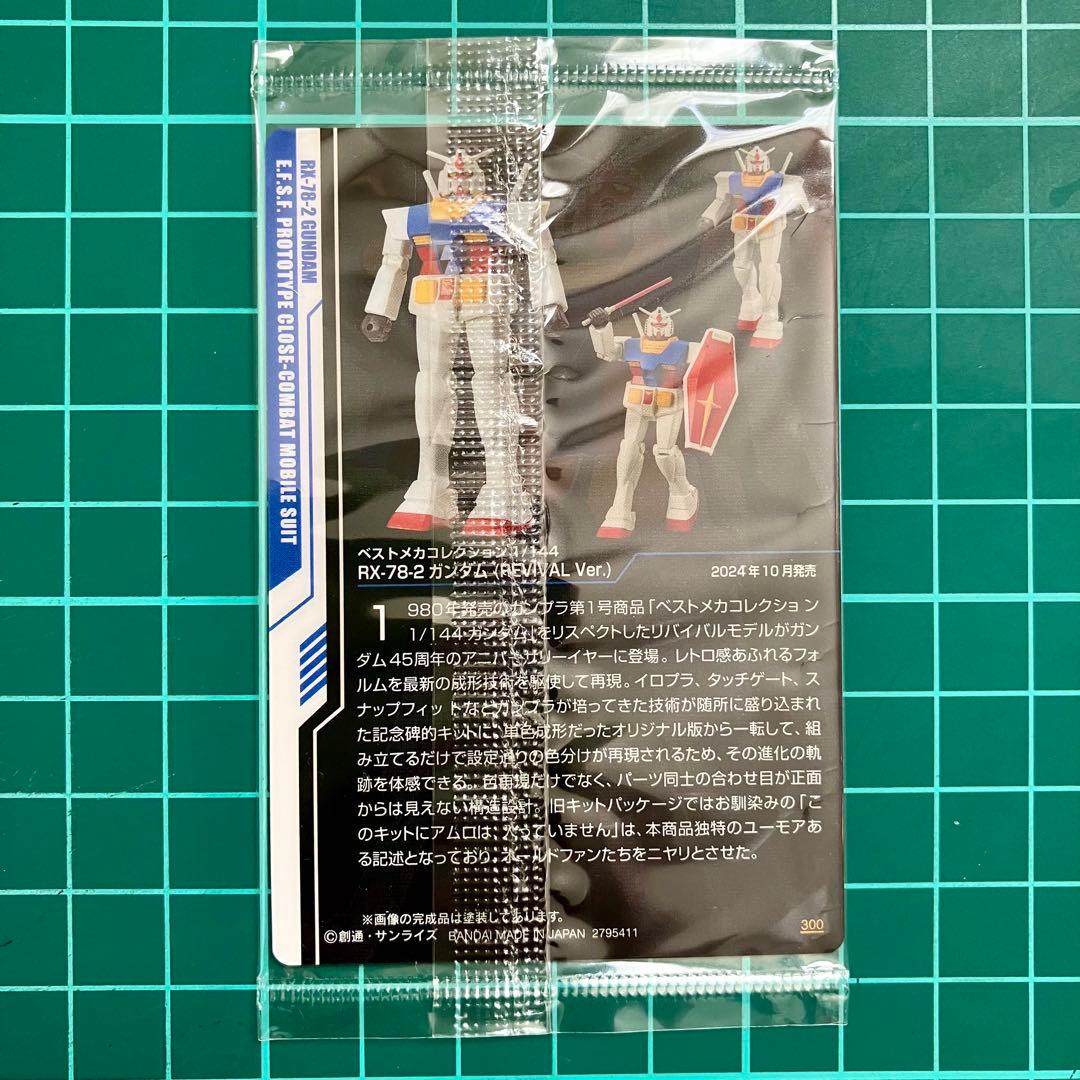 RX-78-2 GUNDAM
E.F.S.F. PROTOTYPE CLOSE-COMBAT MOBILE SUIT
ベストメカコレクション 1/144
RX-78-2 ガンダム (REVIVAL Ver.)
2024年10月発売
1980年発売のガンプラ第1号商品「ベストメカコレクション
1/144 ガンダム」をリスペクトしたリバイバルモデルがガン
ダム45周年のアニバーサリーイヤーに登場。レトロ感あふれるフォ
ルムを最新の成形技術を駆使して再現。イロプラ、タッチゲート、ス
ナップフィットなどガンプラが培ってきた技術が随所に盛り込まれ
た記念碑的キットに、単色成形だったオリジナル版から一転して、組
み立てるだけで設定通りの色分けが再現されるため、その進化の軌
跡を体感できる。色再現だけでなく、パーツ同士の合わせ目が正面
からは見えない構造設計。旧キットパッケージではお馴染みの「こ
のキットにアムロは、入っていません」は、本商品独特のユーモアあ
る記述となっており、オールドファンたちをニヤリとさせた。
※画像の完成品は塗装してあります。
©創通・サンライズ BANDAI MADE IN JAPAN 2795411
300